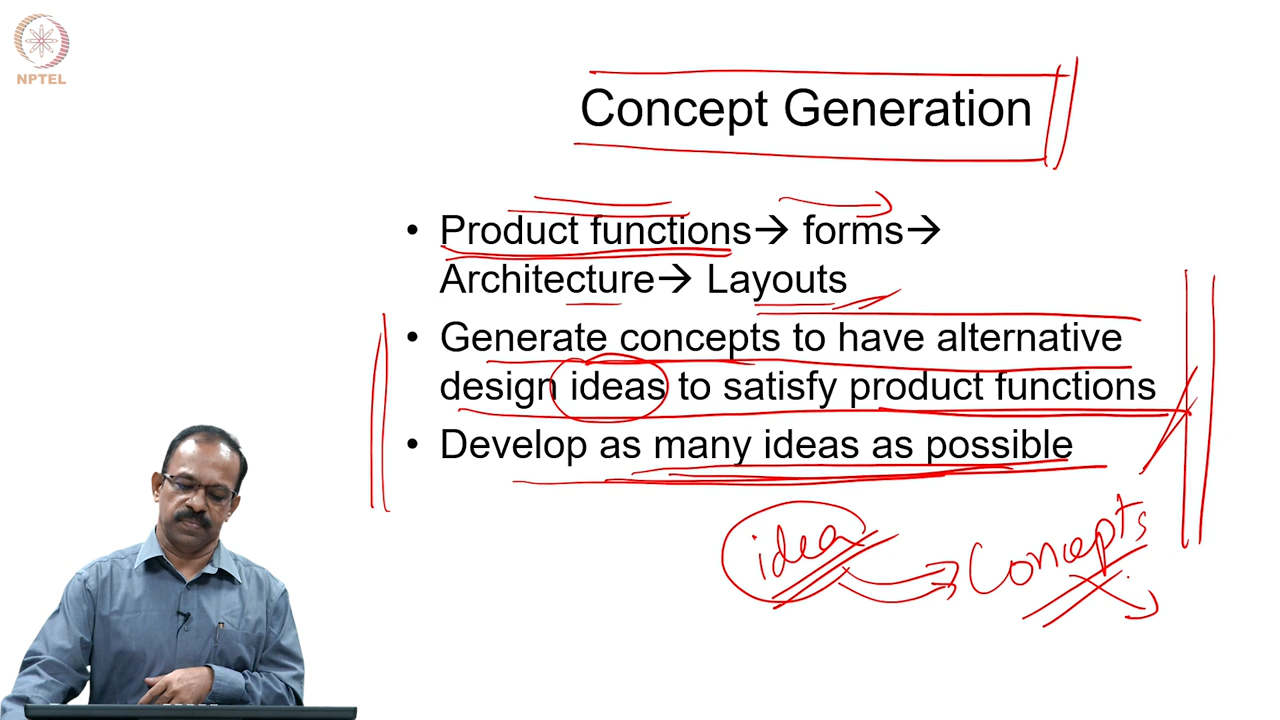 NPTEL
Concept Generation
• Product functions→ forms→
Architecture→ Layouts
• Generate concepts to have alternative
design ideas to satisfy product functions
• Develop as many ideas as possible
idea → Concepts